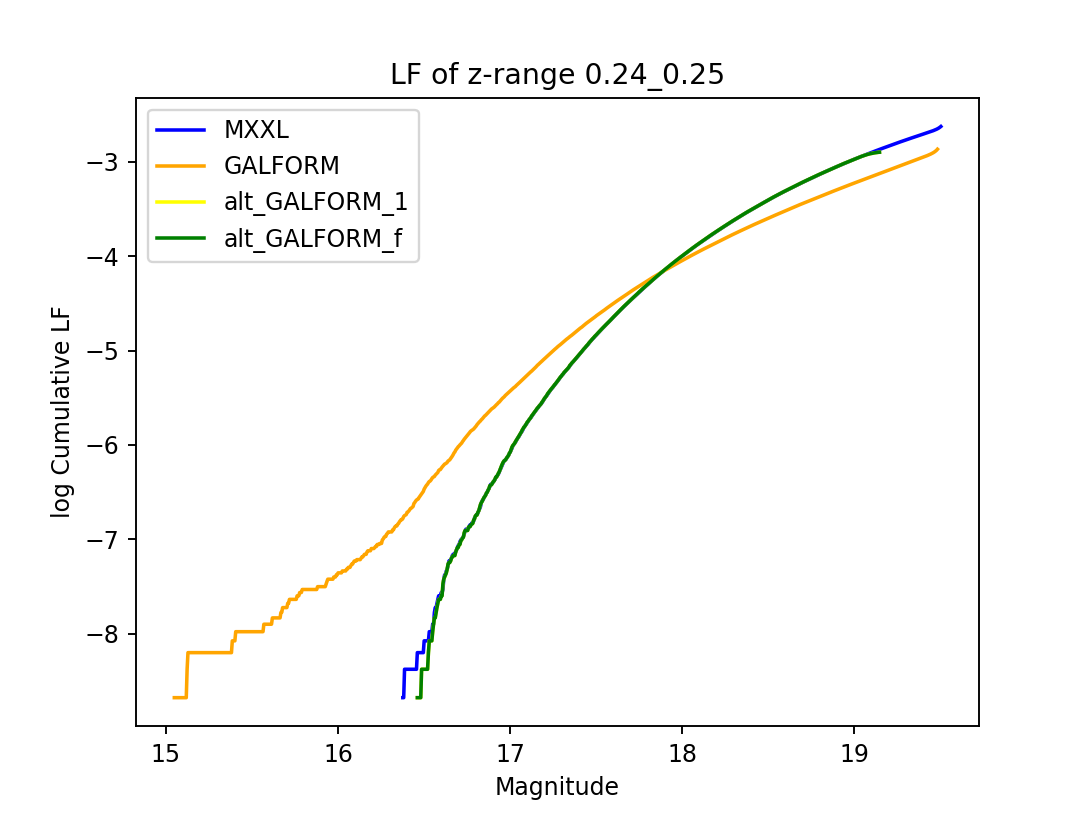 LF of z-range 0.24_0.25
MXXL
GALFORM
alt_GALFORM_1
alt_GALFORM_f
−3
−4
−5
−6
−7
−8
log Cumulative LF
15 16 17 18 19
Magnitude